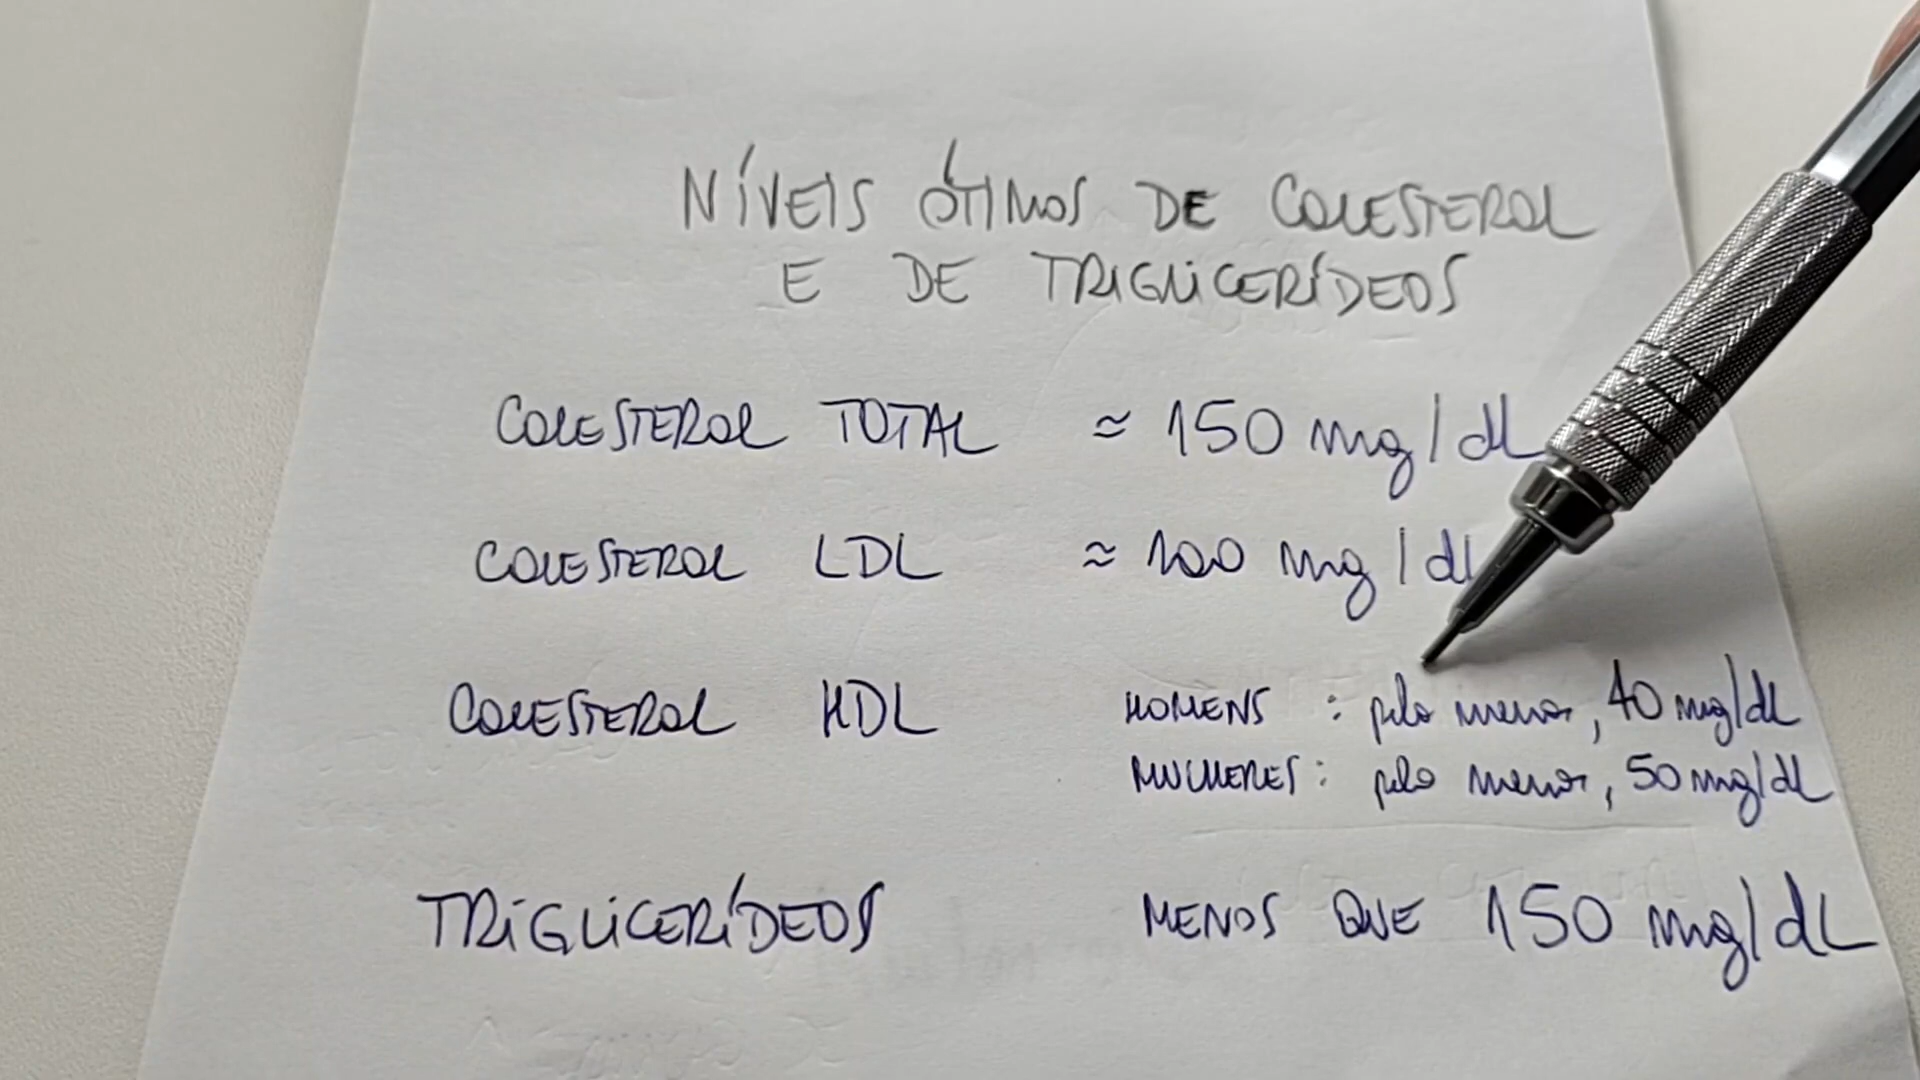 NÍVEIS ÓTIMOS DE COLESTEROL
E DE TRIGLICERÍDEOS
COLESTEROL TOTAL ≈ 150 mg/dL
COLESTEROL LDL ≈ 100 mg/dL
COLESTEROL HDL HOMENS : pelo menos, 40 mg/dL
MULHERES : pelo menos, 50 mg/dL
TRIGLICERÍDEOS MENOS QUE 150 mg/dL